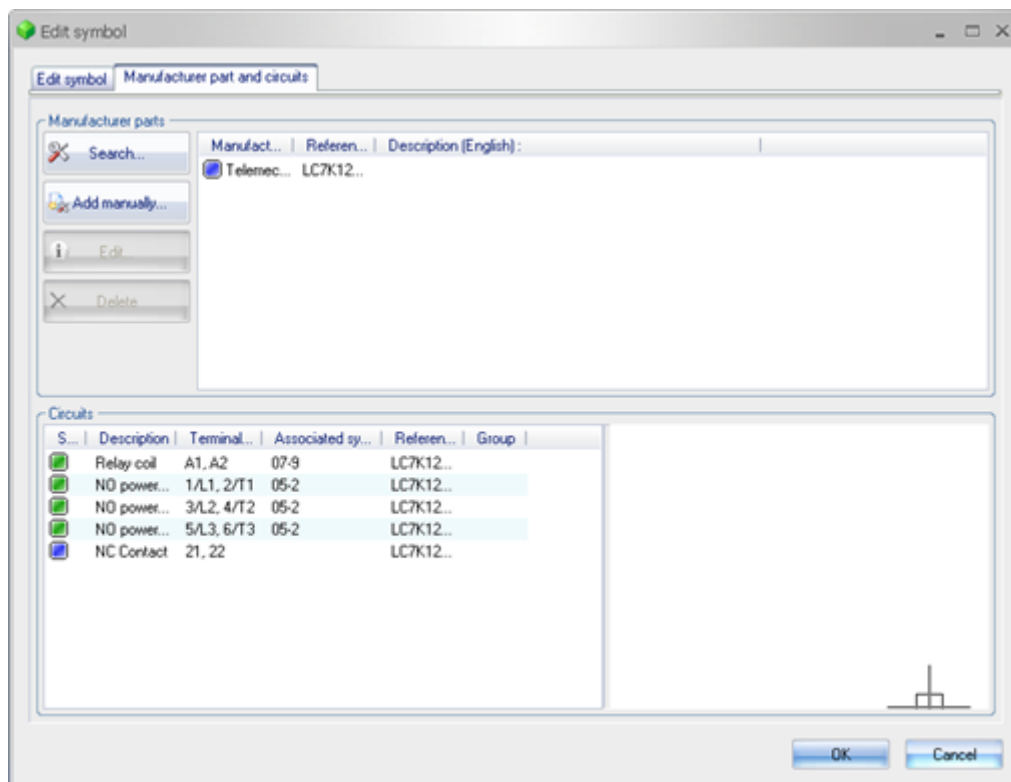 Edit symbol
Edit symbol Manufacturer part and circuits
Manufacturer parts
Search...
Add manually...
Edit...
Delete
Manufact... Referen... Description (English) :
Telemec... LC7K12...
Circuits
S... Description Terminal... Associated sy... Referen... Group
Relay coil A1, A2 07-9 LC7K12...
NO power... 1/L1, 2/T1 05-2 LC7K12...
NO power... 3/L2, 4/T2 05-2 LC7K12...
NO power... 5/L3, 6/T3 05-2 LC7K12...
NC Contact 21, 22 LC7K12...
OK Cancel